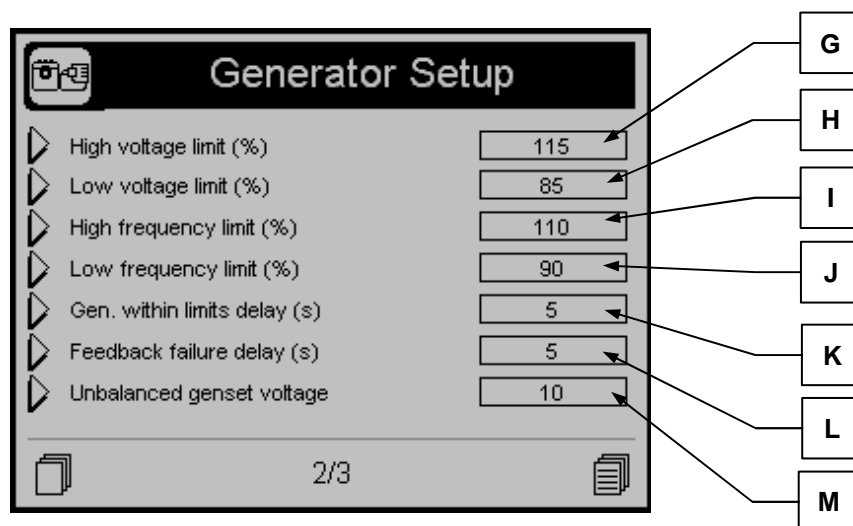 Generator Setup
High voltage limit (%) 115
Low voltage limit (%) 85
High frequency limit (%) 110
Low frequency limit (%) 90
Gen. within limits delay (s) 5
Feedback failure delay (s) 5
Unbalanced genset voltage 10
2/3
G
H
I
J
K
L
M